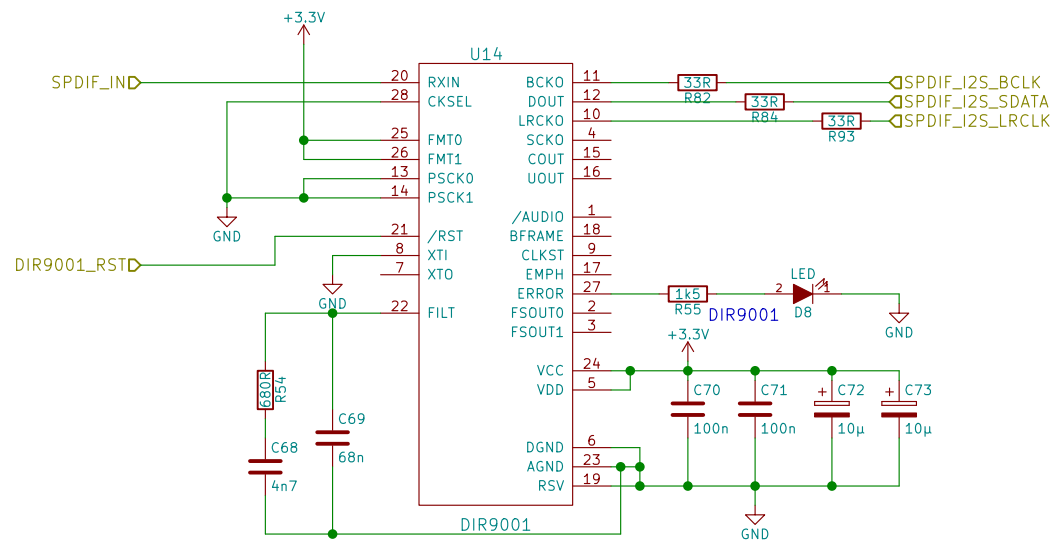 +3.3V
U14
SPDIF_IN
20 RXIN BCKO 11 33R SPDIF_I2S_BCLK
R82
28 CKSEL DOUT 12 33R SPDIF_I2S_SDATA
R84
LRCKO 10 33R SPDIF_I2S_LRCLK
R93
25 FMT0 SCKO 4
26 FMT1 COUT 15
13 PSCK0 UOUT 16
14 PSCK1
/AUDIO 1
GND
21 /RST BFRAME 18
8 XTI CLKST 9
DIR9001_RST
7 XTO EMPH 17
LED
ERROR 27 1k5 2 1
GND
R55 D8
22 FILT FSOUT0 2
DIR9001
FSOUT1 3
GND
+3.3V
VCC 24
VDD 5
680R
R54
C70 C71 + C72 + C73
100n 100n 10µ 10µ
C69
C68
68n
4n7
DGND 6
AGND 23
RSV 19
DIR9001
GND